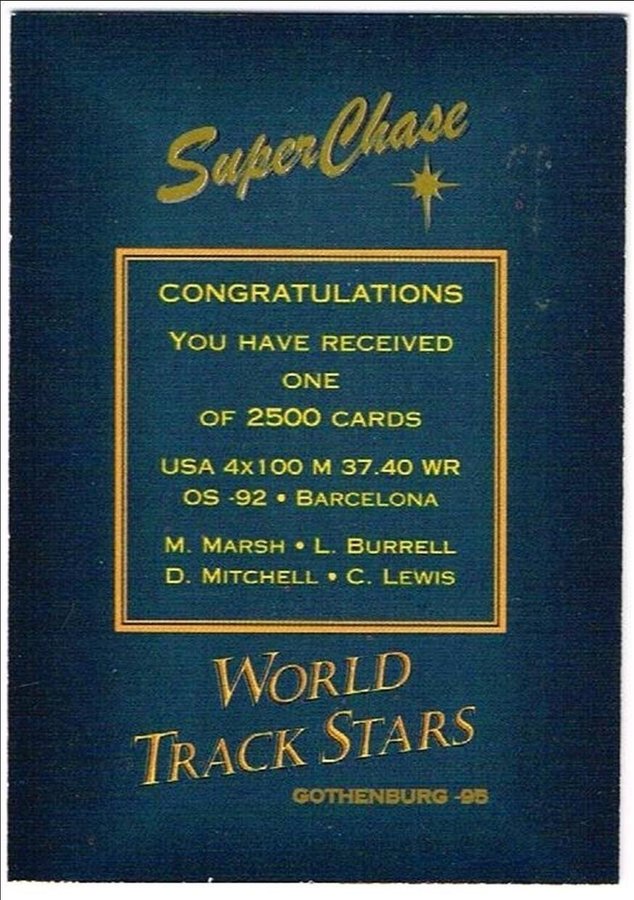 SuperChase
CONGRATULATIONS
YOU HAVE RECEIVED
ONE
OF 2500 CARDS
USA 4X100 M 37.40 WR
OS -92 • BARCELONA
M. MARSH • L. BURRELL
D. MITCHELL • C. LEWIS
WORLD
TRACK STARS
GOTHENBURG -95